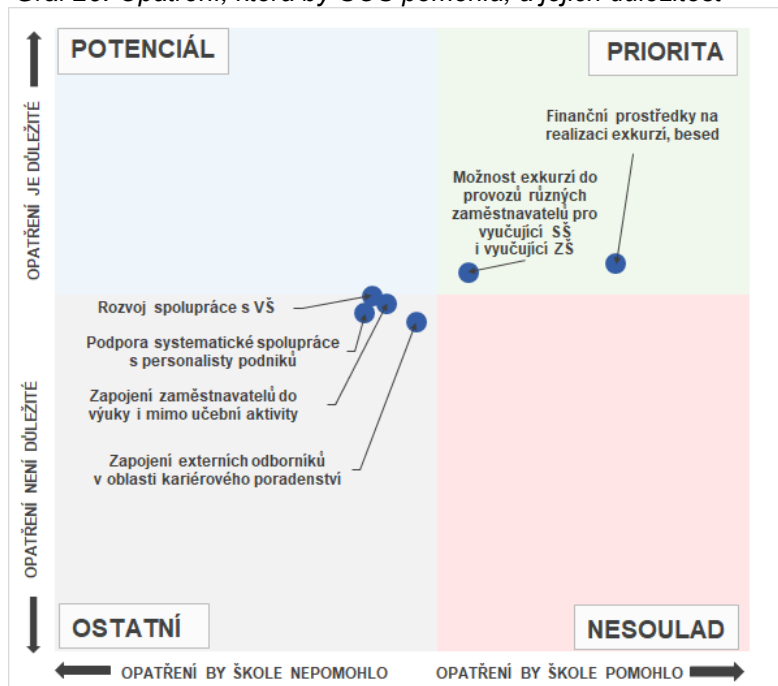 POTENCIÁL
PRIORITA
Finanční prostředky na
realizaci exkurzí, besed
Možnost exkurzí do
provozů různých
zaměstnavatelů pro
vyučující SŠ
i vyučující ZŠ
Rozvoj spolupráce s VŠ
Podpora systematické spolupráce
s personalisty podniků
Zapojení zaměstnavatelů do
výuky i mimo učební aktivity
Zapojení externích odborníků
v oblasti kariérového poradenství
OSTATNÍ
NESOULAD
OPATŘENÍ JE DŮLEŽITÉ
OPATŘENÍ NENÍ DŮLEŽITÉ
OPATŘENÍ BY ŠKOLE NEPOMOHLO
OPATŘENÍ BY ŠKOLE POMOHLO